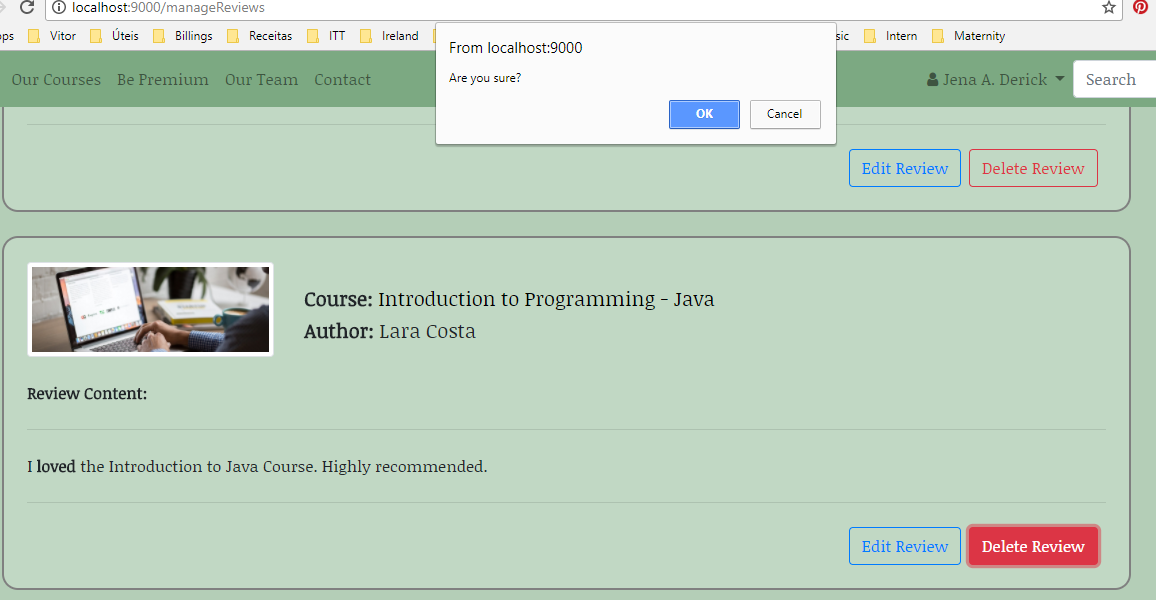 localhost:9000/manageReviews
ops Vitor Úteis Billings Receitas ITT Ireland sic Intern Maternity
From localhost:9000
Are you sure?
OK Cancel
Our Courses Be Premium Our Team Contact Jena A. Derick Search
Edit Review Delete Review
Course: Introduction to Programming - Java
Author: Lara Costa
Review Content:
I loved the Introduction to Java Course. Highly recommended.
Edit Review Delete Review